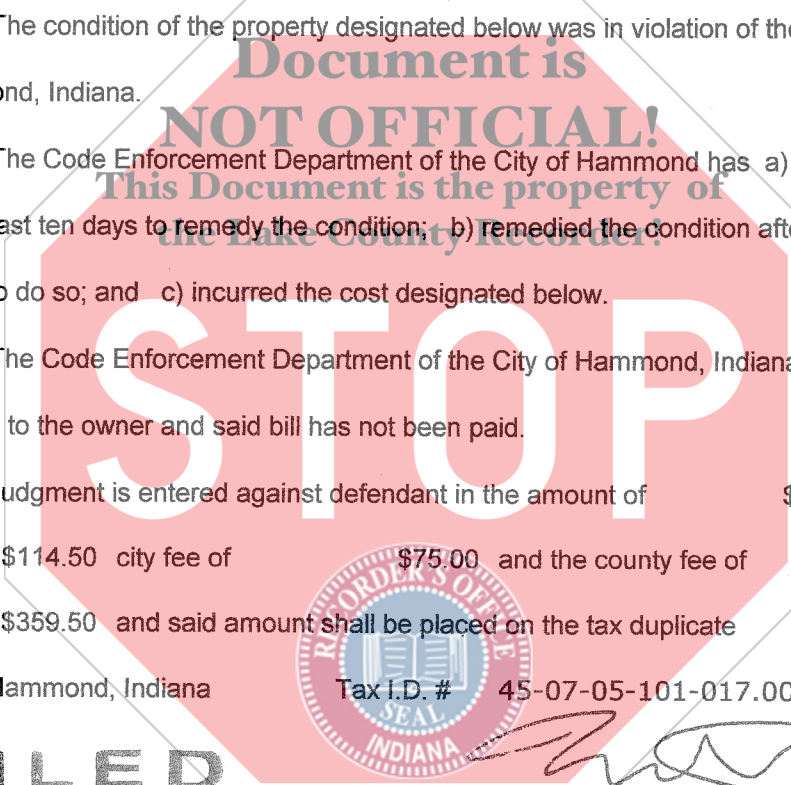 The condition of the property designated below was in violation of the
Document is
ond, Indiana.
NOT OFFICIAL!
The Code Enforcement Department of the City of Hammond has a)
This Document is the property of
ast ten days to remedy the condition; b) remedied the condition afte
the Lake County Recorder!
o do so; and c) incurred the cost designated below.
The Code Enforcement Department of the City of Hammond, Indiana
to the owner and said bill has not been paid.
STOP
udgment is entered against defendant in the amount of $
$114.50 city fee of $75.00 and the county fee of
$359.50 and said amount shall be placed on the tax duplicate
RECORDER'S OFFICE
Hammond, Indiana Tax I.D. # 45-07-05-101-017.00
SEAL
INDIANA
LED